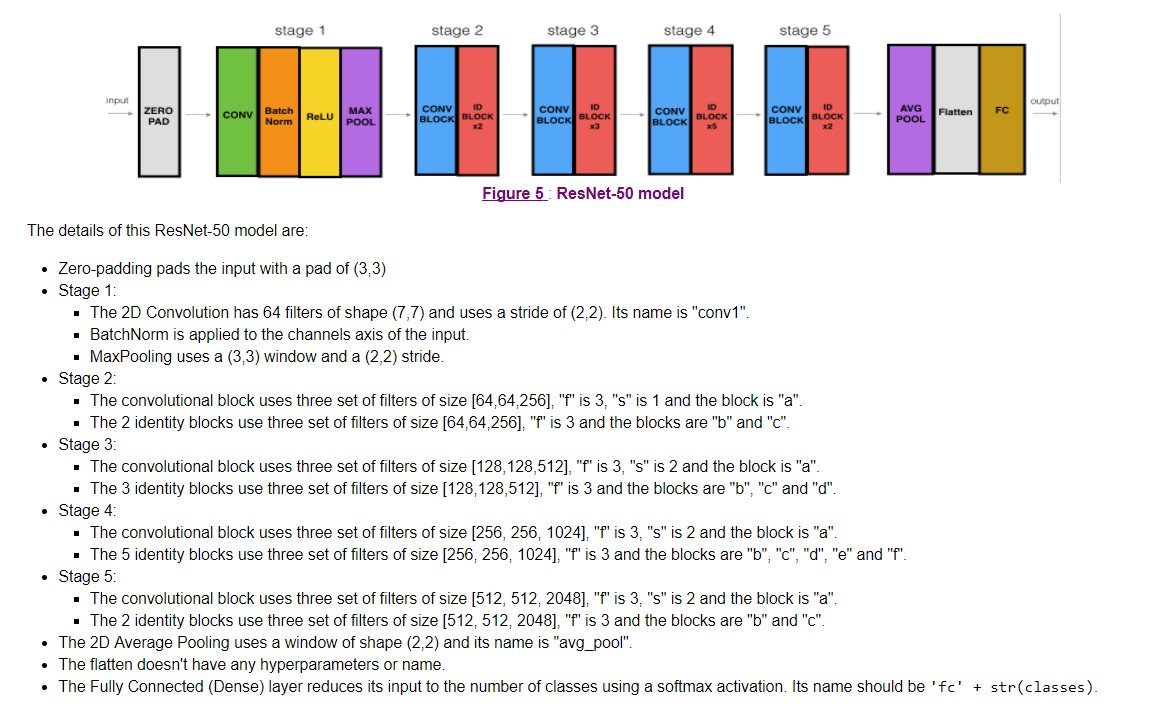 stage 1
stage 2
stage 3
stage 4
stage 5
input
ZERO
PAD
CONV
Batch
Norm
ReLU
MAX
POOL
CONV
BLOCK
ID
BLOCK
x2
CONV
BLOCK
ID
BLOCK
x3
CONV
BLOCK
ID
BLOCK
x5
CONV
BLOCK
ID
BLOCK
x2
AVG
POOL
Flatten
FC
output
Figure 5 : ResNet-50 model
The details of this ResNet-50 model are:
• Zero-padding pads the input with a pad of (3,3)
• Stage 1:
▪ The 2D Convolution has 64 filters of shape (7,7) and uses a stride of (2,2). Its name is "conv1".
▪ BatchNorm is applied to the channels axis of the input.
▪ MaxPooling uses a (3,3) window and a (2,2) stride.
• Stage 2:
▪ The convolutional block uses three set of filters of size [64,64,256], "f" is 3, "s" is 1 and the block is "a".
▪ The 2 identity blocks use three set of filters of size [64,64,256], "f" is 3 and the blocks are "b" and "c".
• Stage 3:
▪ The convolutional block uses three set of filters of size [128,128,512], "f" is 3, "s" is 2 and the block is "a".
▪ The 3 identity blocks use three set of filters of size [128,128,512], "f" is 3 and the blocks are "b", "c" and "d".
• Stage 4:
▪ The convolutional block uses three set of filters of size [256, 256, 1024], "f" is 3, "s" is 2 and the block is "a".
▪ The 5 identity blocks use three set of filters of size [256, 256, 1024], "f" is 3 and the blocks are "b", "c", "d", "e" and "f".
• Stage 5:
▪ The convolutional block uses three set of filters of size [512, 512, 2048], "f" is 3, "s" is 2 and the block is "a".
▪ The 2 identity blocks use three set of filters of size [512, 512, 2048], "f" is 3 and the blocks are "b" and "c".
• The 2D Average Pooling uses a window of shape (2,2) and its name is "avg_pool".
• The flatten doesn't have any hyperparameters or name.
• The Fully Connected (Dense) layer reduces its input to the number of classes using a softmax activation. Its name should be 'fc' + str(classes).